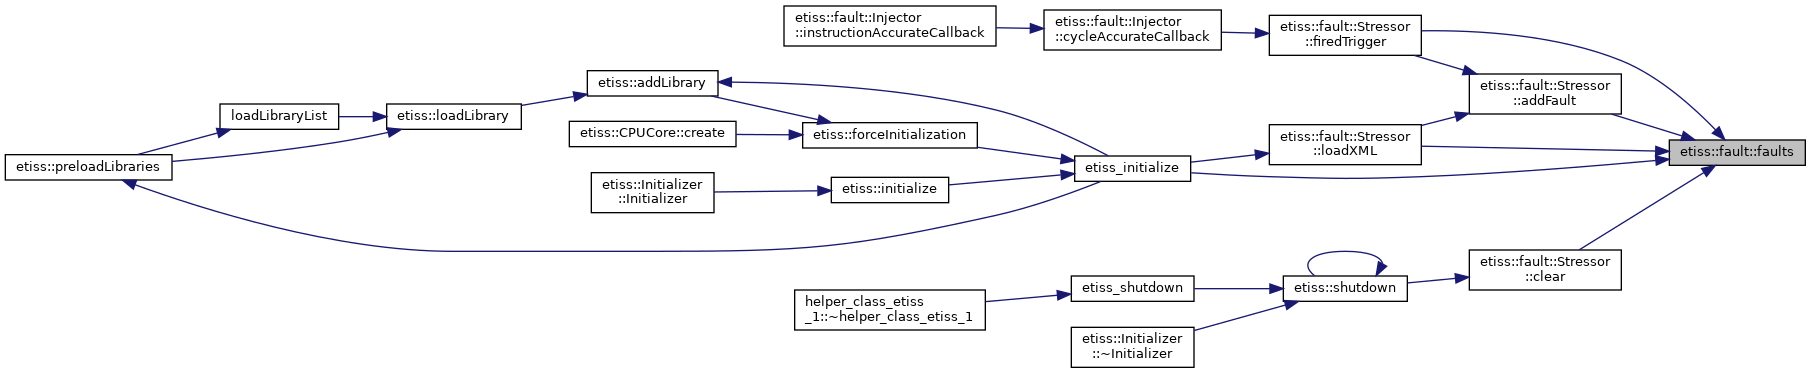 etiss::fault::Injector
::instructionAccurateCallback
etiss::fault::Injector
::cycleAccurateCallback
etiss::fault::Stressor
::firedTrigger
etiss::addLibrary
etiss::fault::Stressor
::addFault
loadLibraryList
etiss::loadLibrary
etiss::CPUCore::create
etiss::forceInitialization
etiss::fault::Stressor
::loadXML
etiss::fault::faults
etiss::preloadLibraries
etiss_initialize
etiss::Initializer
::Initializer
etiss::initialize
etiss::fault::Stressor
::clear
etiss::shutdown
etiss_shutdown
helper_class_etiss
_1::~helper_class_etiss_1
etiss::Initializer
::~Initializer